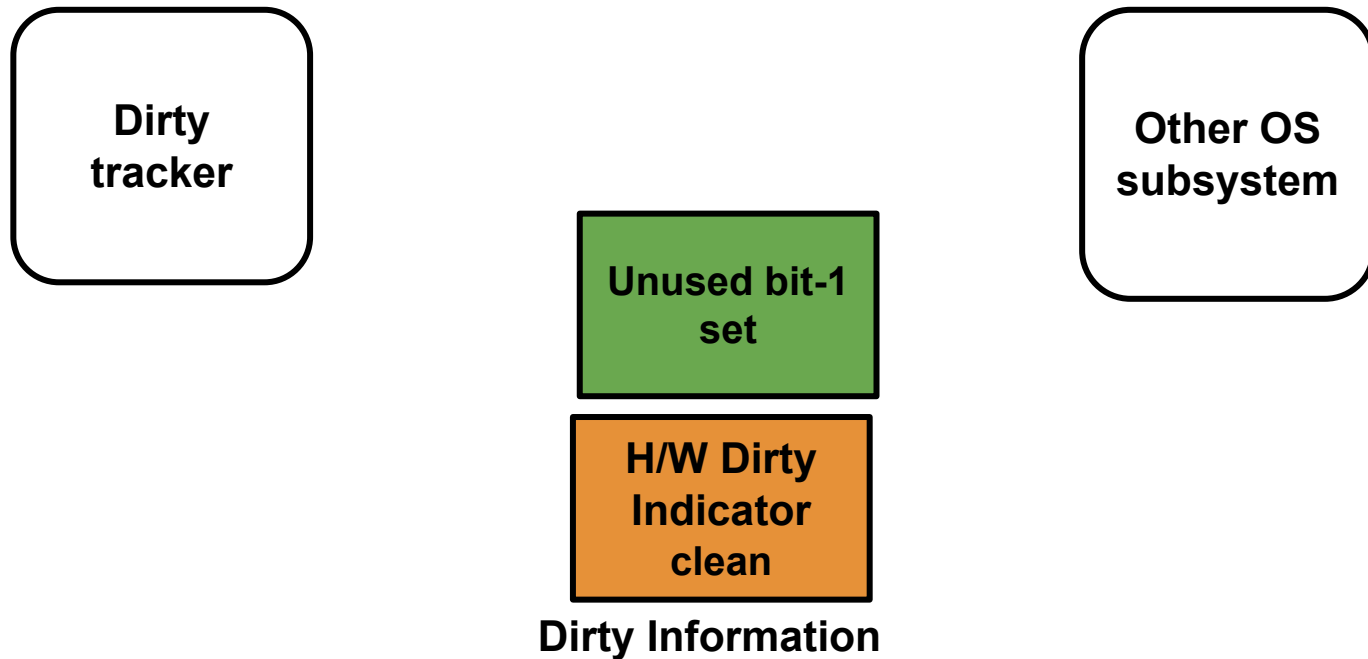 Dirty
tracker
Other OS
subsystem
Unused bit-1
set
H/W Dirty
Indicator
clean
Dirty Information